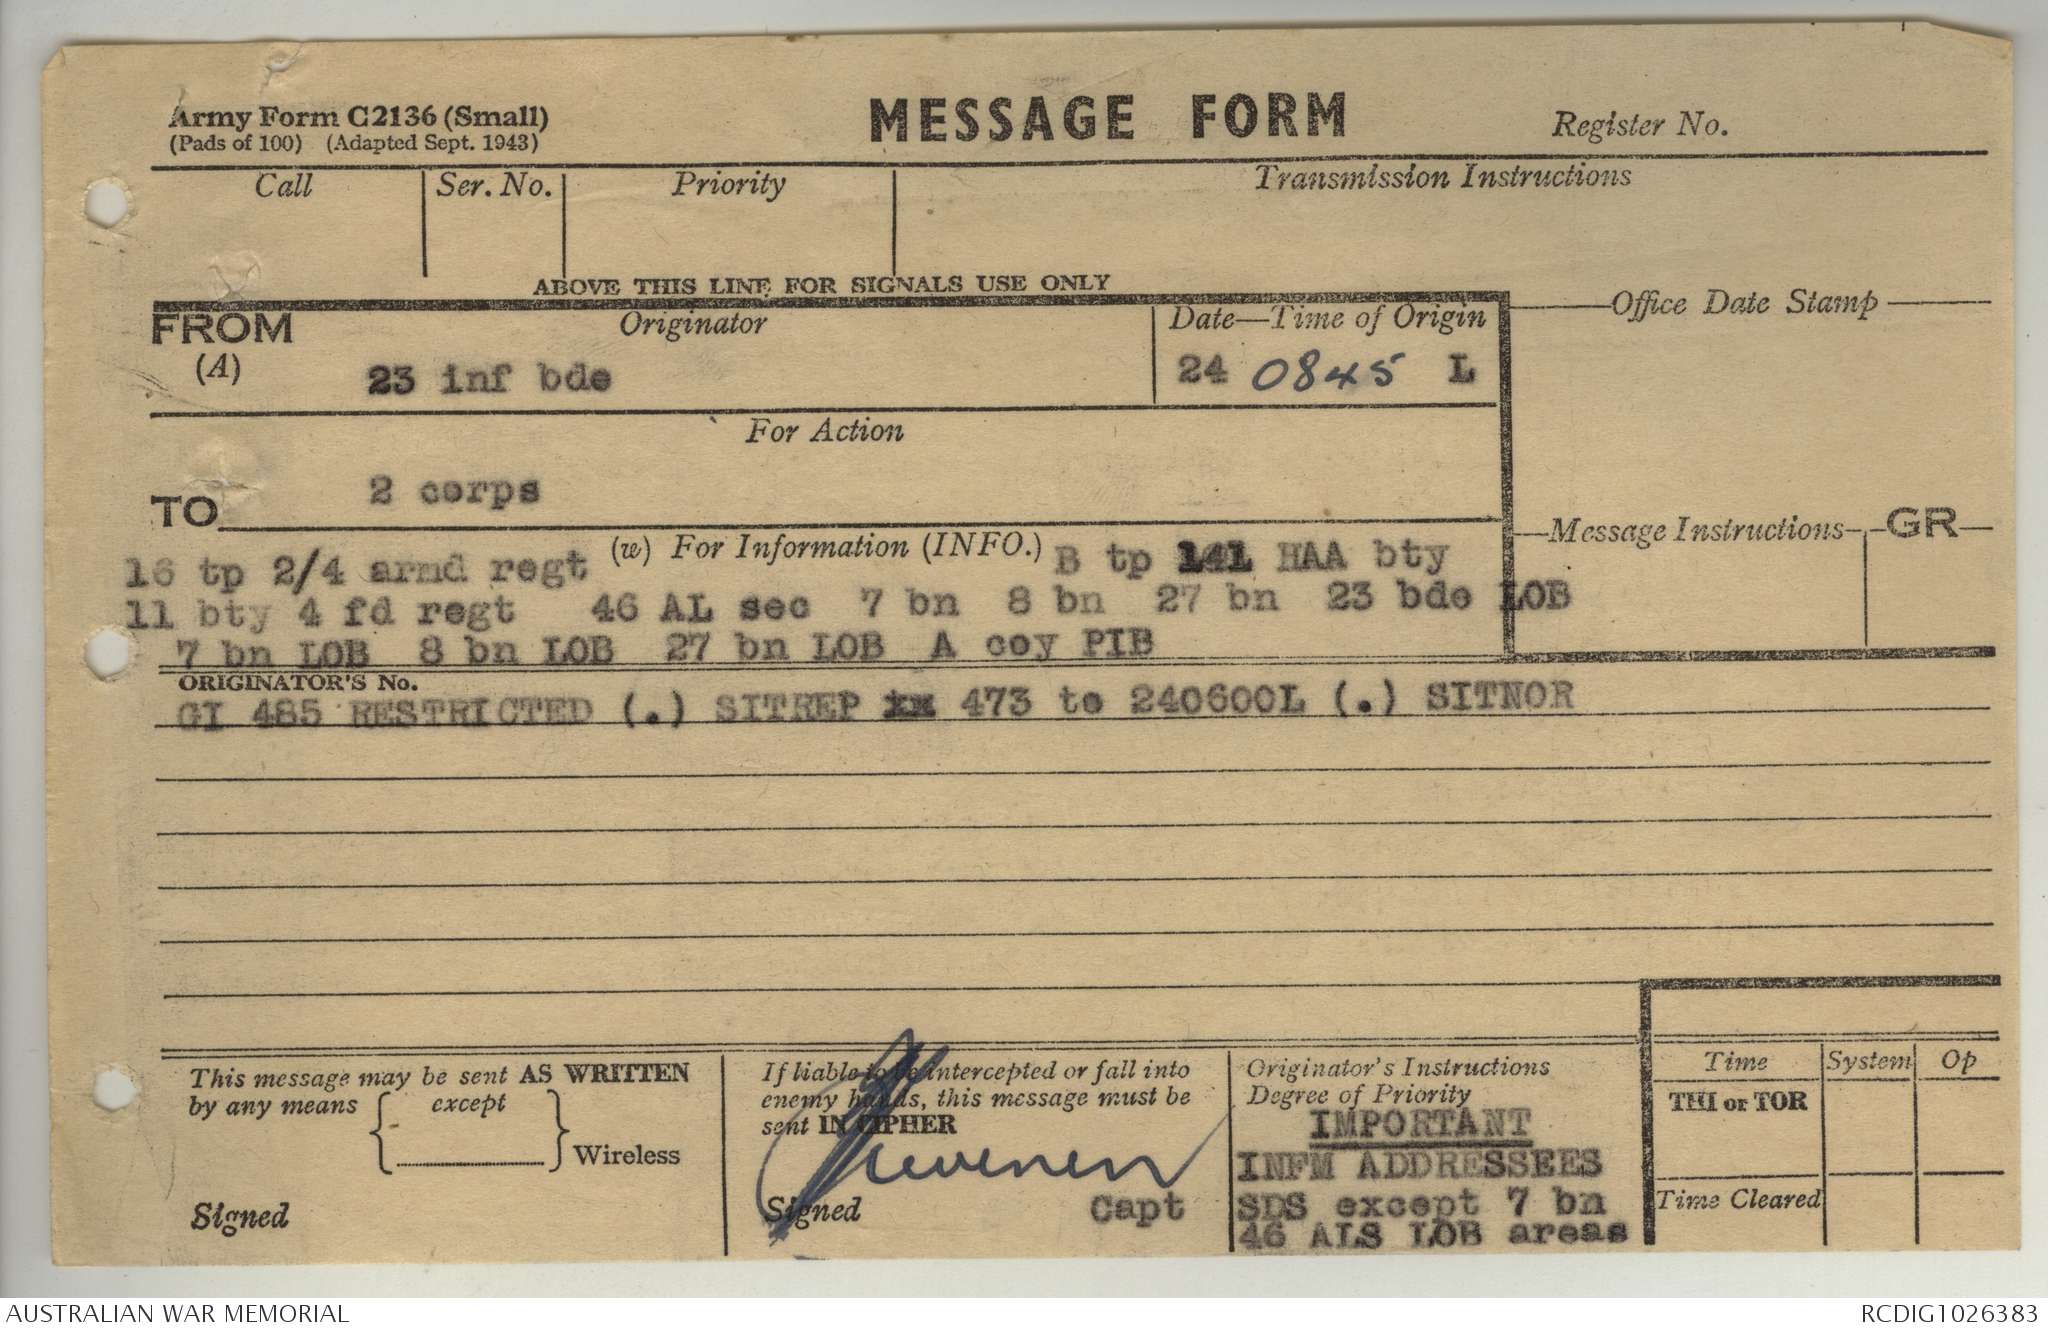 Army Form C2136 (Small)
(Pads of 100) (Adapted Sept. 1943)
MESSAGE FORM
Register No.
Call
Ser. No.
Priority
Transmission Instructions
ABOVE THIS LINE FOR SIGNALS USE ONLY
FROM
(A)
Originator
23 inf bde
Date—Time of Origin
24 0845 L
Office Date Stamp
For Action
TO
2 corps
Message Instructions
GR
(w) For Information (INFO.)
16 tp 2/4 armd regt B tp 141 HAA bty
11 bty 4 fd regt 46 AL sec 7 bn 8 bn 27 bn 23 bde LOB
7 bn LOB 8 bn LOB 27 bn LOB A coy PIB
ORIGINATOR'S No.
GI 485 RESTRICTED (.) SITREP xx 473 to 240600L (.) SITNOR
This message may be sent AS WRITTEN
by any means { except
} Wireless
Signed
If liable to be intercepted or fall into
enemy hands, this message must be
sent IN CIPHER
Signed
Capt
Originator's Instructions
Degree of Priority
IMPORTANT
INFM ADDRESSEES
SDS except 7 bn
46 ALS LOB areas
Time
System
Op
THI or TOR
Time Cleared
AUSTRALIAN WAR MEMORIAL
RCDIG1026383